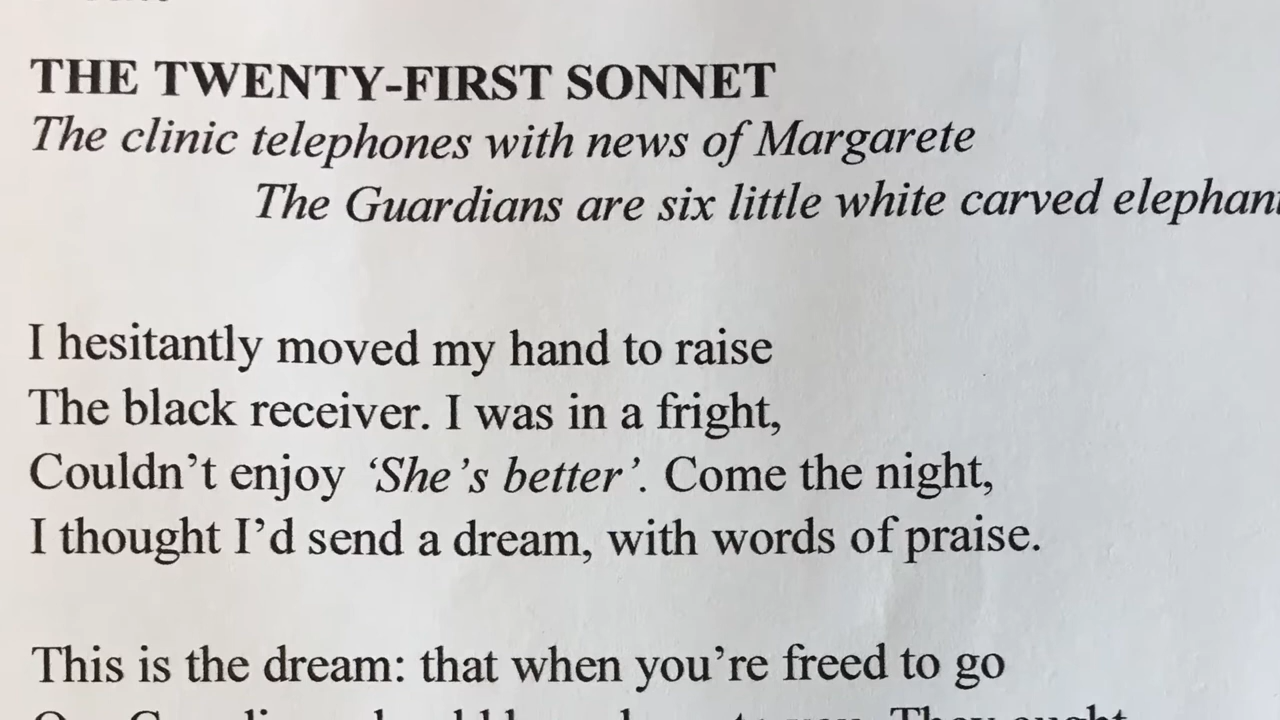 THE TWENTY-FIRST SONNET
The clinic telephones with news of Margarete
The Guardians are six little white carved
I hesitantly moved my hand to raise
The black receiver. I was in a fright,
Couldn’t enjoy ‘She’s better’. Come the night,
I thought I’d send a dream, with words of praise.
This is the dream: that when you’re freed to go